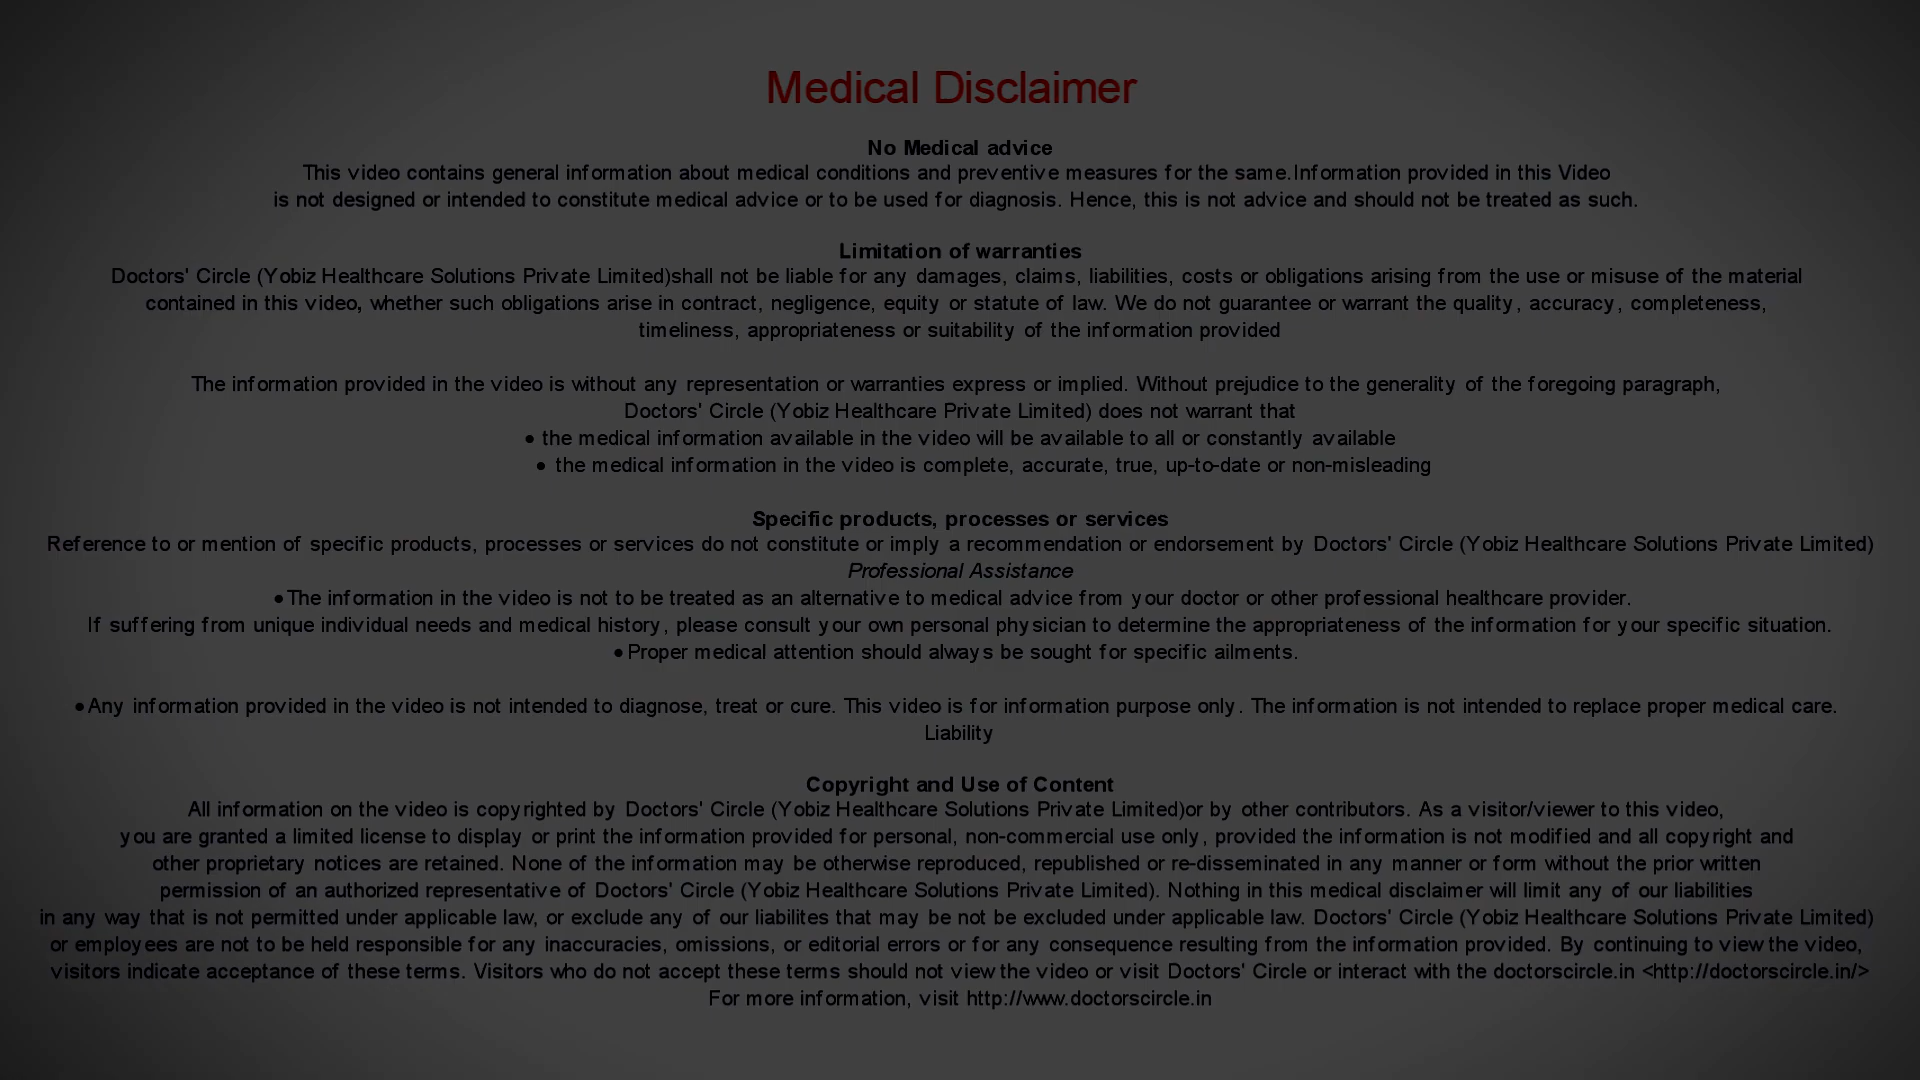 Medical Disclaimer
No Medical advice
This video contains general information about medical conditions and preventive measures for the same.Information provided in this Video
is not designed or intended to constitute medical advice or to be used for diagnosis. Hence, this is not advice and should not be treated as such.
Limitation of warranties
Doctors' Circle (Yobiz Healthcare Solutions Private Limited)shall not be liable for any damages, claims, liabilities, costs or obligations arising from the use or misuse of the material
contained in this video, whether such obligations arise in contract, negligence, equity or statute of law. We do not guarantee or warrant the quality, accuracy, completeness,
timeliness, appropriateness or suitability of the information provided
The information provided in the video is without any representation or warranties express or implied. Without prejudice to the generality of the foregoing paragraph,
Doctors' Circle (Yobiz Healthcare Private Limited) does not warrant that
● the medical information available in the video will be available to all or constantly available
● the medical information in the video is complete, accurate, true, up-to-date or non-misleading
Specific products, processes or services
Reference to or mention of specific products, processes or services do not constitute or imply a recommendation or endorsement by Doctors' Circle (Yobiz Healthcare Solutions Private Limited)
Professional Assistance
●The information in the video is not to be treated as an alternative to medical advice from your doctor or other professional healthcare provider.
If suffering from unique individual needs and medical history, please consult your own personal physician to determine the appropriateness of the information for your specific situation.
●Proper medical attention should always be sought for specific ailments.
●Any information provided in the video is not intended to diagnose, treat or cure. This video is for information purpose only. The information is not intended to replace proper medical care.
Liability
Copyright and Use of Content
All information on the video is copyrighted by Doctors' Circle (Yobiz Healthcare Solutions Private Limited)or by other contributors. As a visitor/viewer to this video,
you are granted a limited license to display or print the information provided for personal, non-commercial use only, provided the information is not modified and all copyright and
other proprietary notices are retained. None of the information may be otherwise reproduced, republished or re-disseminated in any manner or form without the prior written
permission of an authorized representative of Doctors' Circle (Yobiz Healthcare Solutions Private Limited). Nothing in this medical disclaimer will limit any of our liabilities
in any way that is not permitted under applicable law, or exclude any of our liabilites that may be not be excluded under applicable law. Doctors' Circle (Yobiz Healthcare Solutions Private Limited)
or employees are not to be held responsible for any inaccuracies, omissions, or editorial errors or for any consequence resulting from the information provided. By continuing to view the video,
visitors indicate acceptance of these terms. Visitors who do not accept these terms should not view the video or visit Doctors' Circle or interact with the doctorscircle.in <http://doctorscircle.in/>
For more information, visit http://www.doctorscircle.in